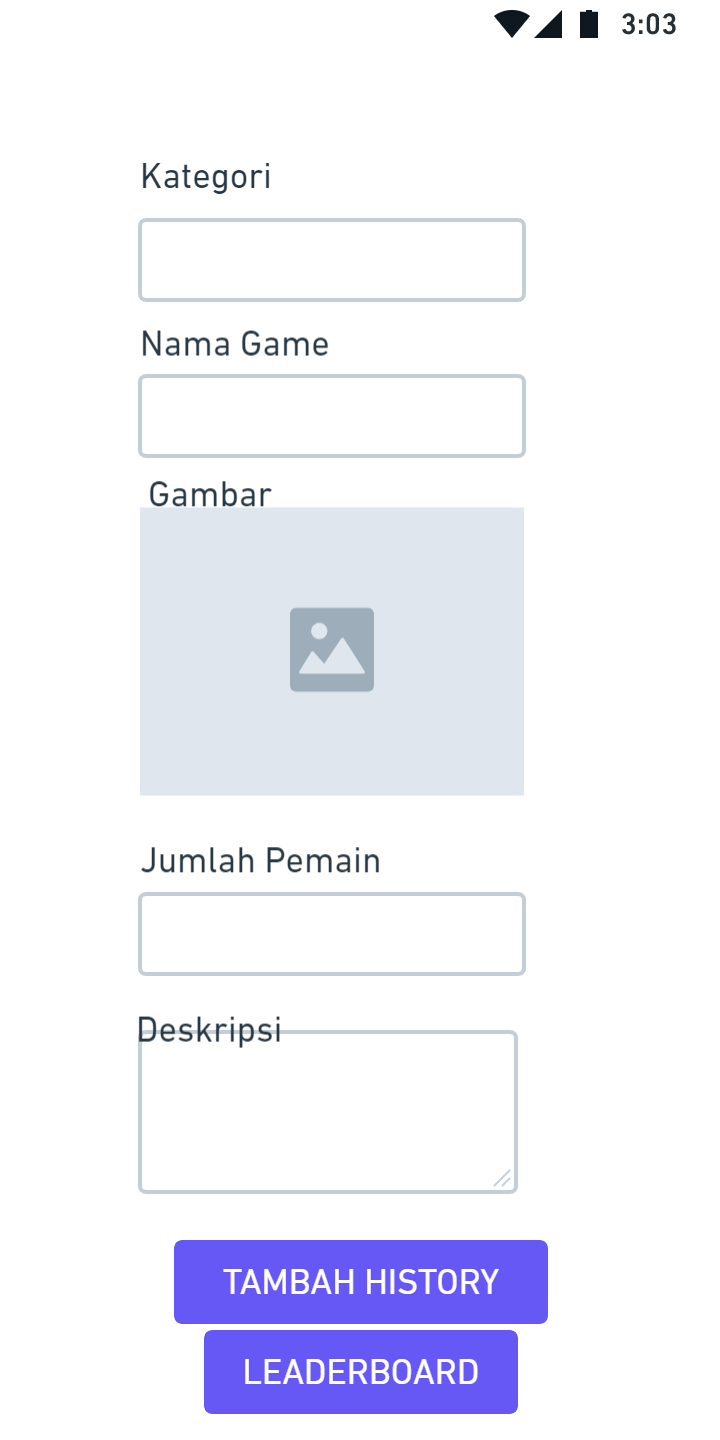 3:03
Kategori
Nama Game
Gambar
Jumlah Pemain
Deskripsi
TAMBAH HISTORY
LEADERBOARD